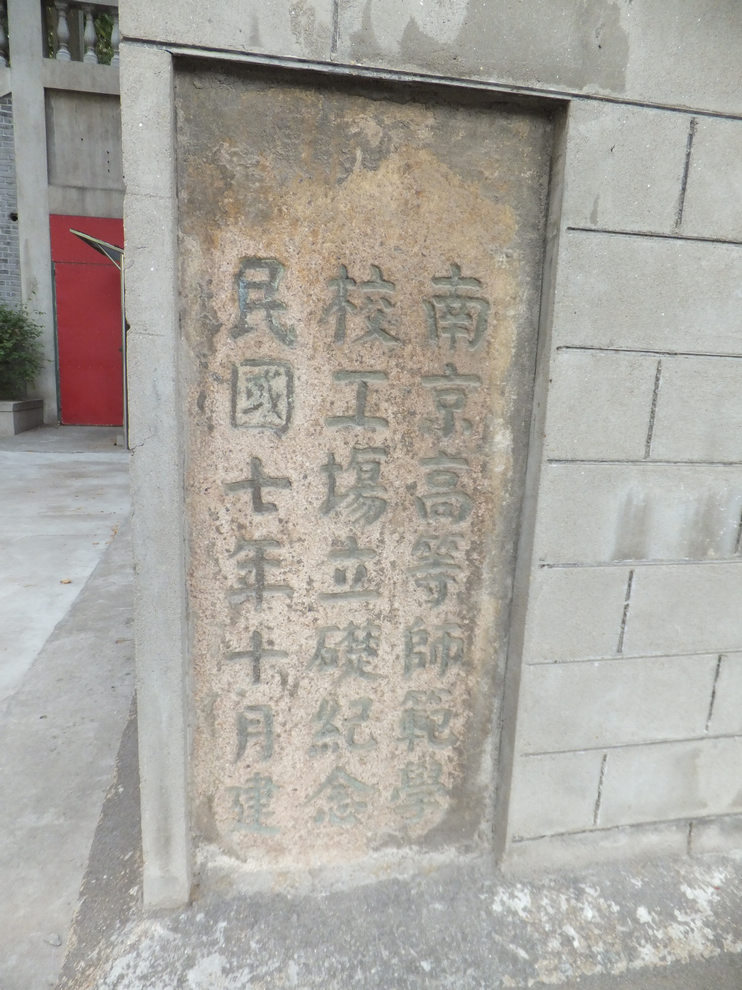 南京高等師範學
校工場立礎紀念
民國七年十月建